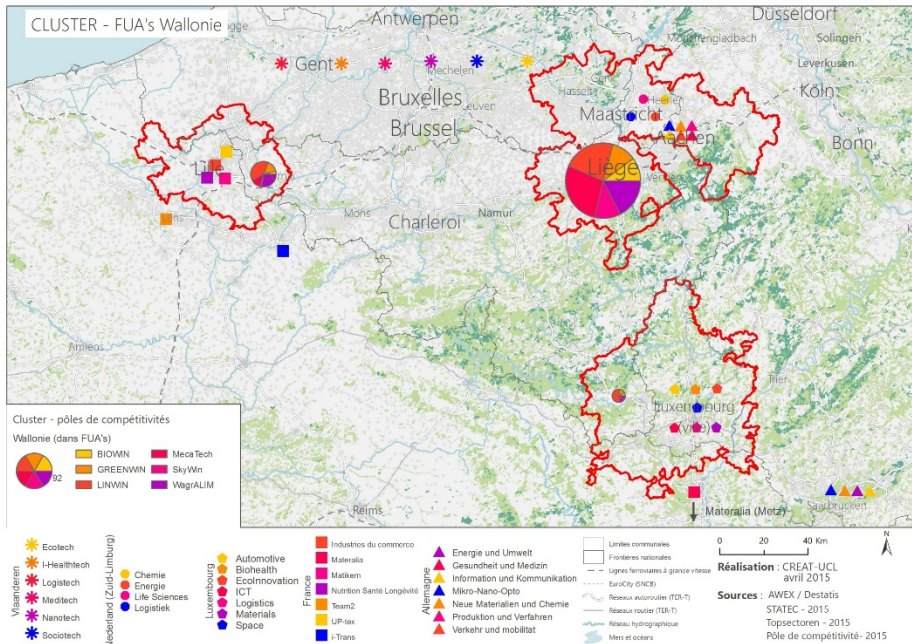 CLUSTER - FUA's Wallonie
Antwerpen
Düsseldorf
Mönchengladbach
Solingen
Leverkusen
Gent
Mechelen
Genk
Hasselt
Köln
Bruxelles
Brussel
Leuven
Maastricht
Aachen
Bonn
Lille
Liège
Mons
Charleroi
Namur
Amiens
Trier
Luxembourg
(ville)
Reims
Saarbrücken
Materalia (Metz)
Cluster - pôles de compétitivités
Wallonie (dans FUA's)
92
BIOWIN
GREENWIN
LINWIN
MecaTech
SkyWin
WagrALIM
Vlaanderen
Ecotech
I-Healthtech
Logistech
Meditech
Nanotech
Sociotech
Nederland (Zuid-Limburg)
Chemie
Energie
Life Sciences
Logistiek
Luxembourg
Automotive
Biohealth
EcoInnovation
ICT
Logistics
Materials
Space
France
Industries du commerce
Materalia
Matikem
Nutrition Santé Longévité
Team2
UP-tex
i-Trans
Allemagne
Energie und Umwelt
Gesundheit und Medizin
Information und Kommunikation
Mikro-Nano-Opto
Neue Materialien und Chemie
Produktion und Verfahren
Verkehr und mobilitat
Limites communales
Frontières nationales
Lignes ferroviaires à grande vitesse
EuroCity (SNCB)
Réseau autoroutier (TER-T)
Réseau routier (TER-T)
Réseau hydrographique
Mers et océans
0 20 40 Km
N
Réalisation : CREAT-UCL
avril 2015
Sources : AWEX / Destatis
STATEC - 2015
Topsectoren - 2015
Pôle de compétitivité- 2015